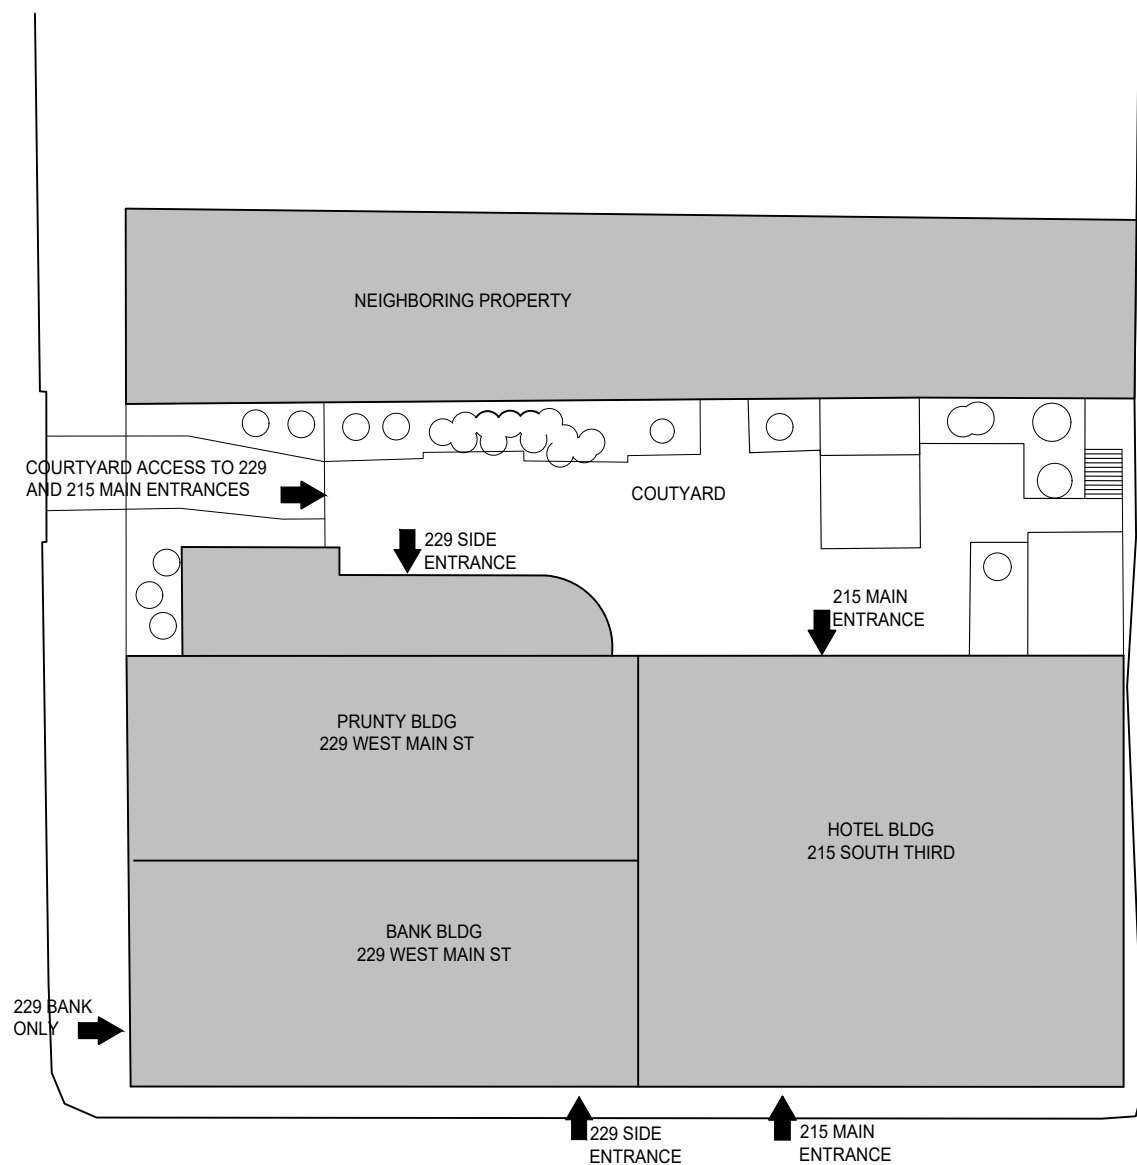 NEIGHBORING PROPERTY
COURTYARD ACCESS TO 229
AND 215 MAIN ENTRANCES
COUTYARD
229 SIDE
ENTRANCE
215 MAIN
ENTRANCE
PRUNTY BLDG
229 WEST MAIN ST
HOTEL BLDG
215 SOUTH THIRD
BANK BLDG
229 WEST MAIN ST
229 BANK
ONLY
229 SIDE
ENTRANCE
215 MAIN
ENTRANCE